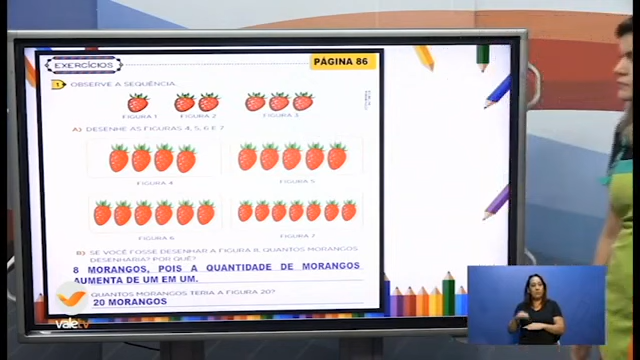 EXERCÍCIOS
PÁGINA 86
1 OBSERVE A SEQUÊNCIA.
FIGURA 1 FIGURA 2 FIGURA 3
A) DESENHE AS FIGURAS 4, 5, 6 E 7
FIGURA 4 FIGURA 5
FIGURA 6 FIGURA 7
B) SE VOCÊ FOSSE DESENHAR A FIGURA 8, QUANTOS MORANGOS
DESENHARIA? POR QUÊ?
8 MORANGOS, POIS A QUANTIDADE DE MORANGOS
AUMENTA DE UM EM UM.
QUANTOS MORANGOS TERIA A FIGURA 20?
20 MORANGOS
valetv